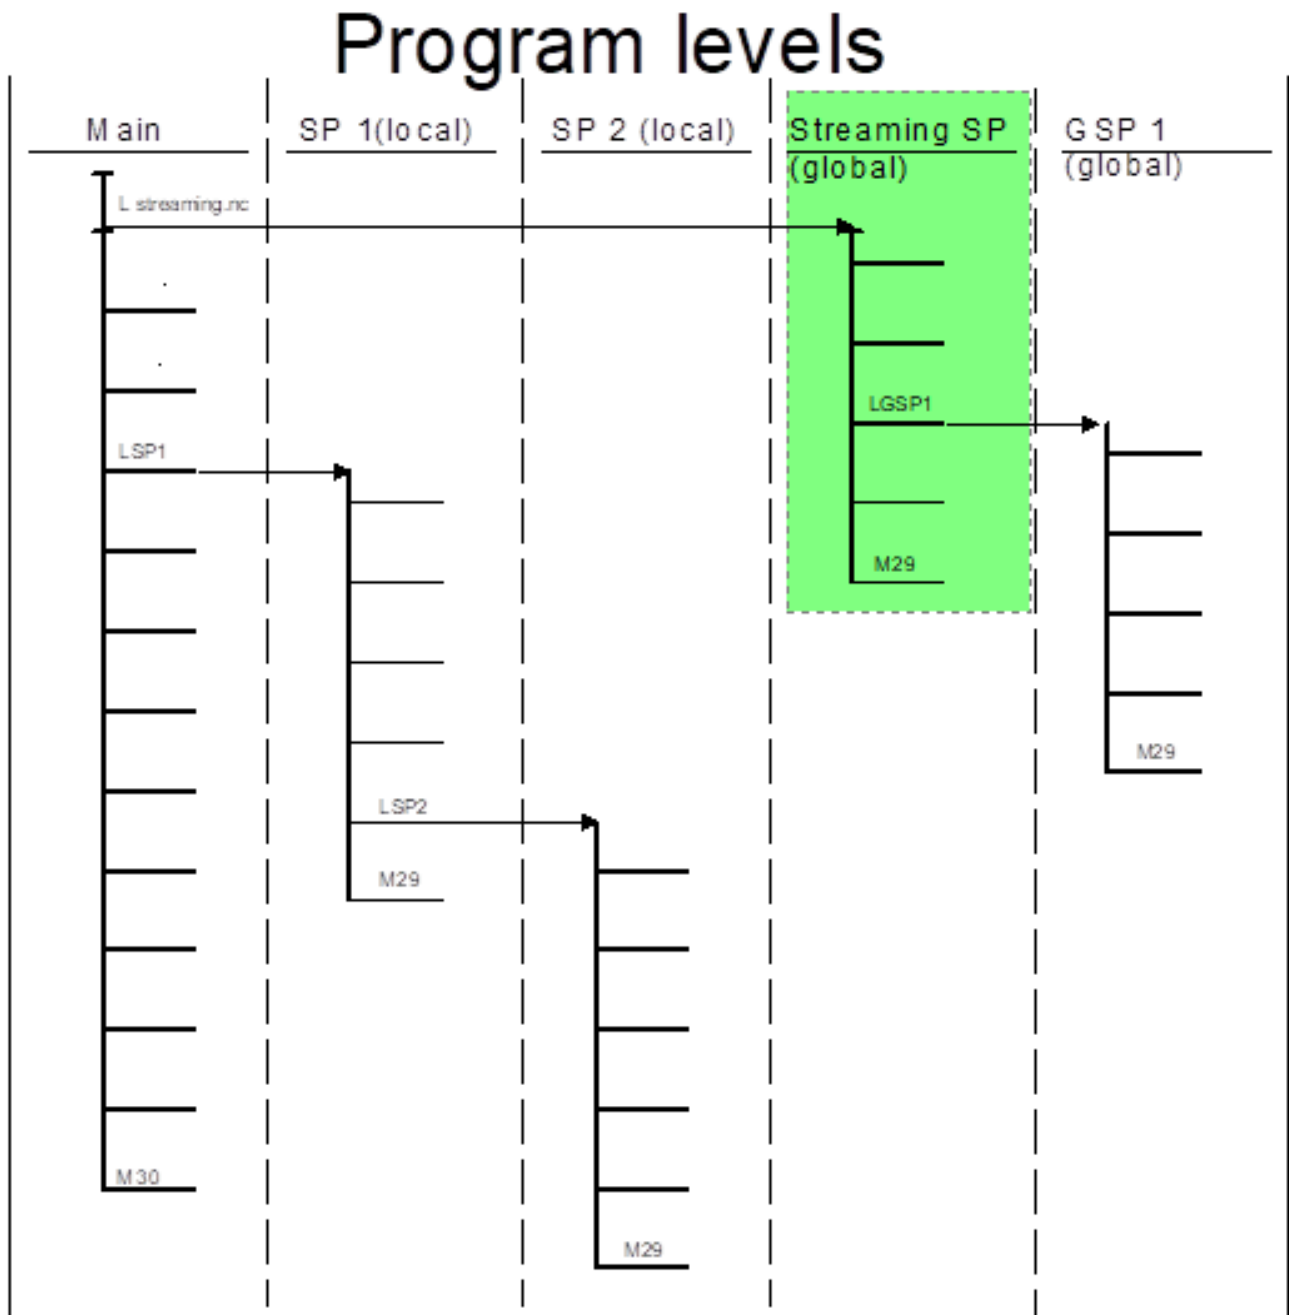 Program levels
Main
SP 1(local)
SP 2 (local)
Streaming SP
(global)
GSP 1
(global)
L streaming.nc
LGSP1
LSP1
M29
M29
LSP2
M29
M30
M29